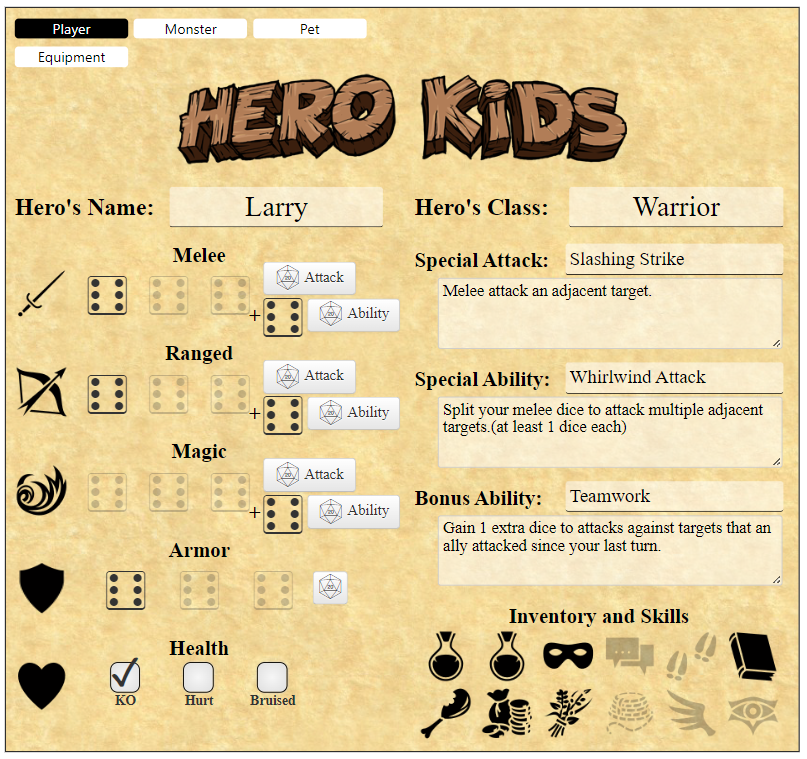 Player
Monster
Pet
Equipment
HERO KIDS
Hero's Name:
Larry
Hero's Class:
Warrior
Melee
Attack
+
Ability
Ranged
Attack
+
Ability
Magic
Attack
+
Ability
Armor
Health
KO
Hurt
Bruised
Special Attack:
Slashing Strike
Melee attack an adjacent target.
Special Ability:
Whirlwind Attack
Split your melee dice to attack multiple adjacent
targets.(at least 1 dice each)
Bonus Ability:
Teamwork
Gain 1 extra dice to attacks against targets that an
ally attacked since your last turn.
Inventory and Skills